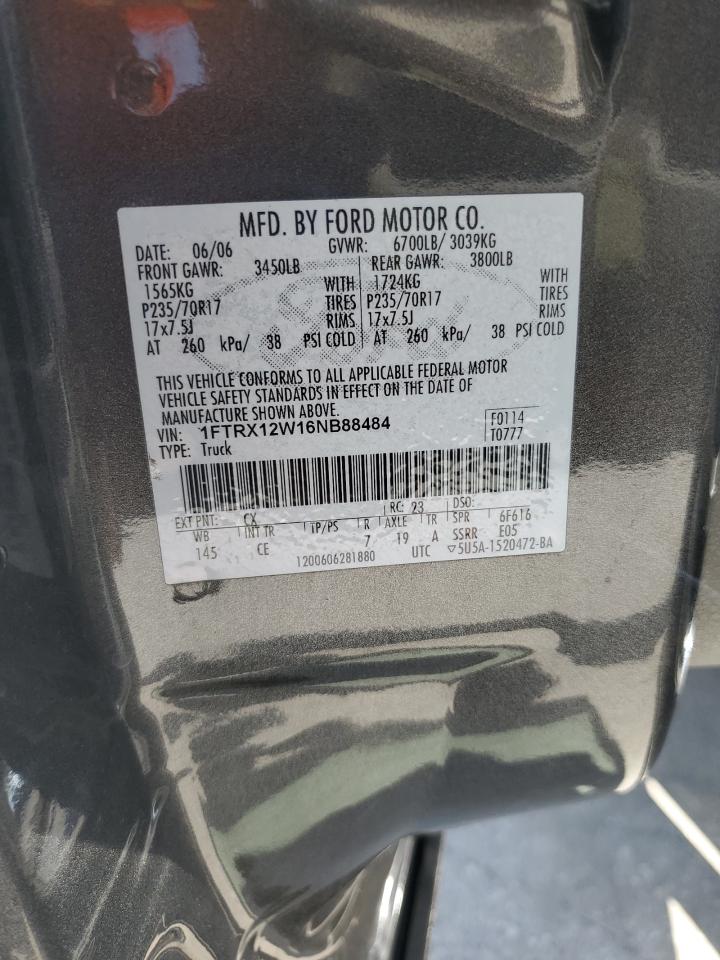 MFD. BY FORD MOTOR CO.
DATE: 06/06 GVWR: 6700LB/ 3039KG
FRONT GAWR: 3450LB REAR GAWR: 3800LB
1565KG WITH 1724KG WITH
P235/70R17 TIRES P235/70R17 TIRES
17x7.5J RIMS 17x7.5J RIMS
AT 260 kPa/ 38 PSI COLD AT 260 kPa/ 38 PSI COLD
THIS VEHICLE CONFORMS TO ALL APPLICABLE FEDERAL MOTOR
VEHICLE SAFETY STANDARDS IN EFFECT ON THE DATE OF
MANUFACTURE SHOWN ABOVE.
VIN: 1FTRX12W16NB88484 F0114
TYPE: Truck T0777
EXT PNT: CX RC: 23 DSO:
WB INT TR TP/PS R AXLE TR SPR 6F616
145 CE 7 19 A SSRR E05
1200606281880 UTC ▽5U5A-1520472-BA
Ford